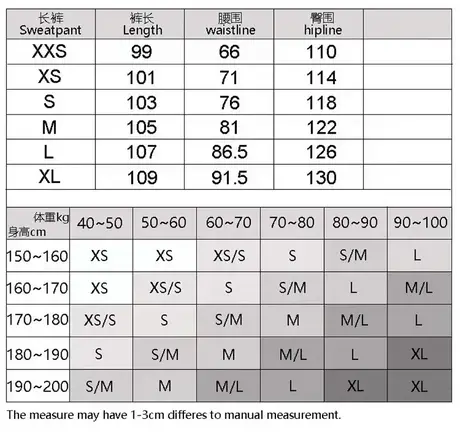 长裤 裤长 腰围 臀围
Sweatpant Length waistline hipline
XXS 99 66 110
XS 101 71 114
S 103 76 118
M 105 81 122
L 107 86.5 126
XL 109 91.5 130
体重kg 40~50 50~60 60~70 70~80 80~90 90~100
身高cm
150~160 XS XS XS/S S S/M L
160~170 XS XS/S S S/M L M/L
170~180 XS/S S S/M M M/L L
180~190 S S/M M M/L L XL
190~200 S/M M M/L L XL XL
The measure may have 1-3cm differes to manual measurement.